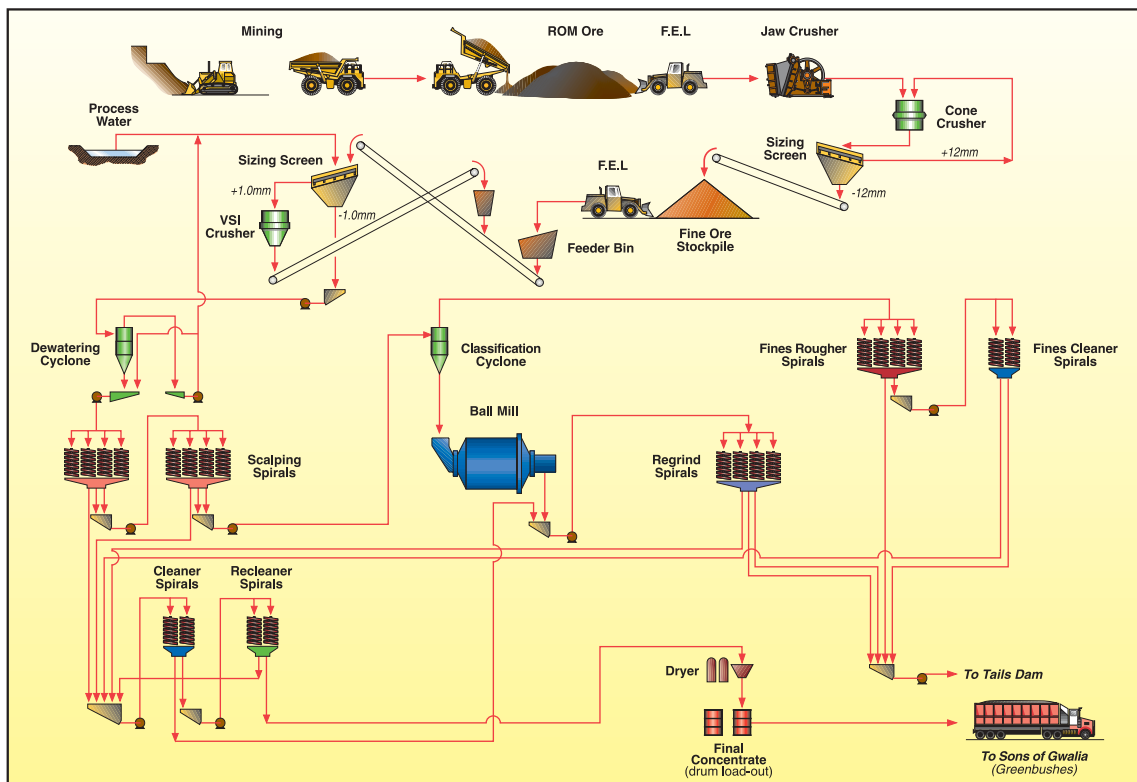 Mining
ROM Ore
F.E.L
Jaw Crusher
Process
Water
Cone
Crusher
Sizing Screen
Sizing
Screen
+12mm
-12mm
F.E.L
+1.0mm
-1.0mm
VSI
Crusher
Feeder Bin
Fine Ore
Stockpile
Dewatering
Cyclone
Classification
Cyclone
Fines Rougher
Spirals
Fines Cleaner
Spirals
Ball Mill
Scalping
Spirals
Regrind
Spirals
Cleaner
Spirals
Recleaner
Spirals
Dryer
To Tails Dam
Final
Concentrate
(drum load-out)
To Sons of Gwalia
(Greenbushes)